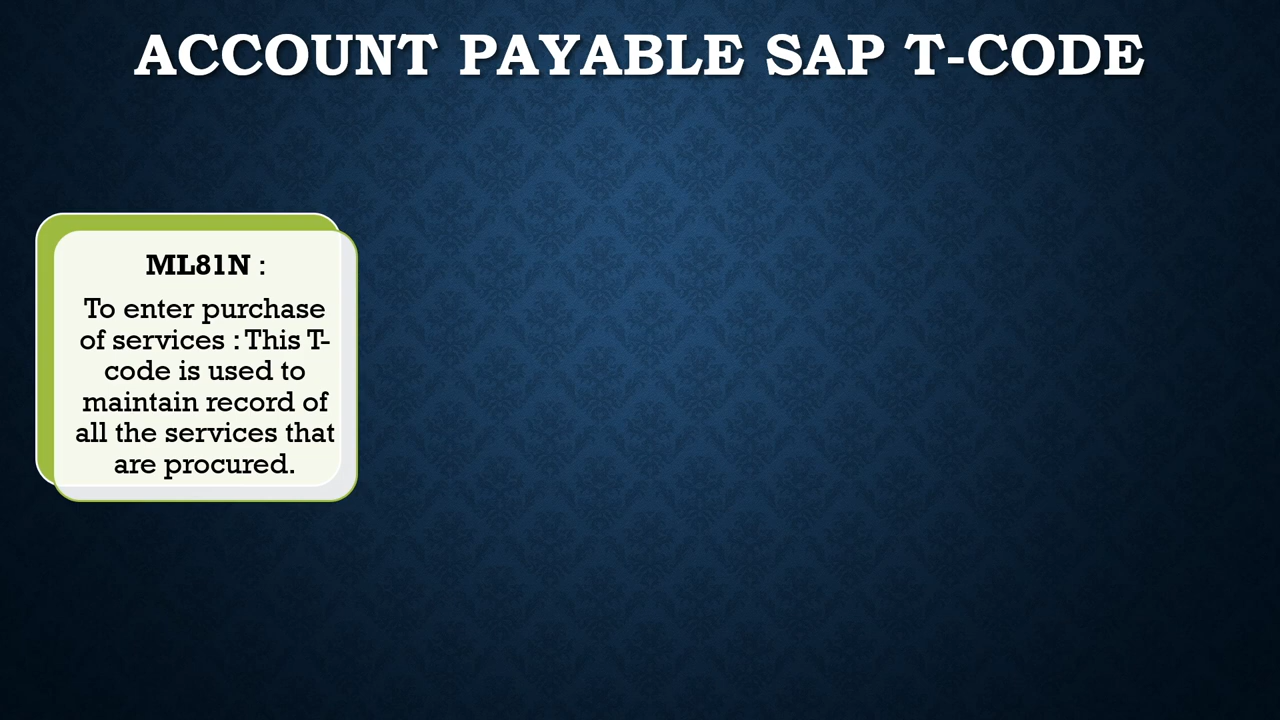 ACCOUNT PAYABLE SAP T-CODE
ML81N :
To enter purchase
of services : This T-
code is used to
maintain record of
all the services that
are procured.